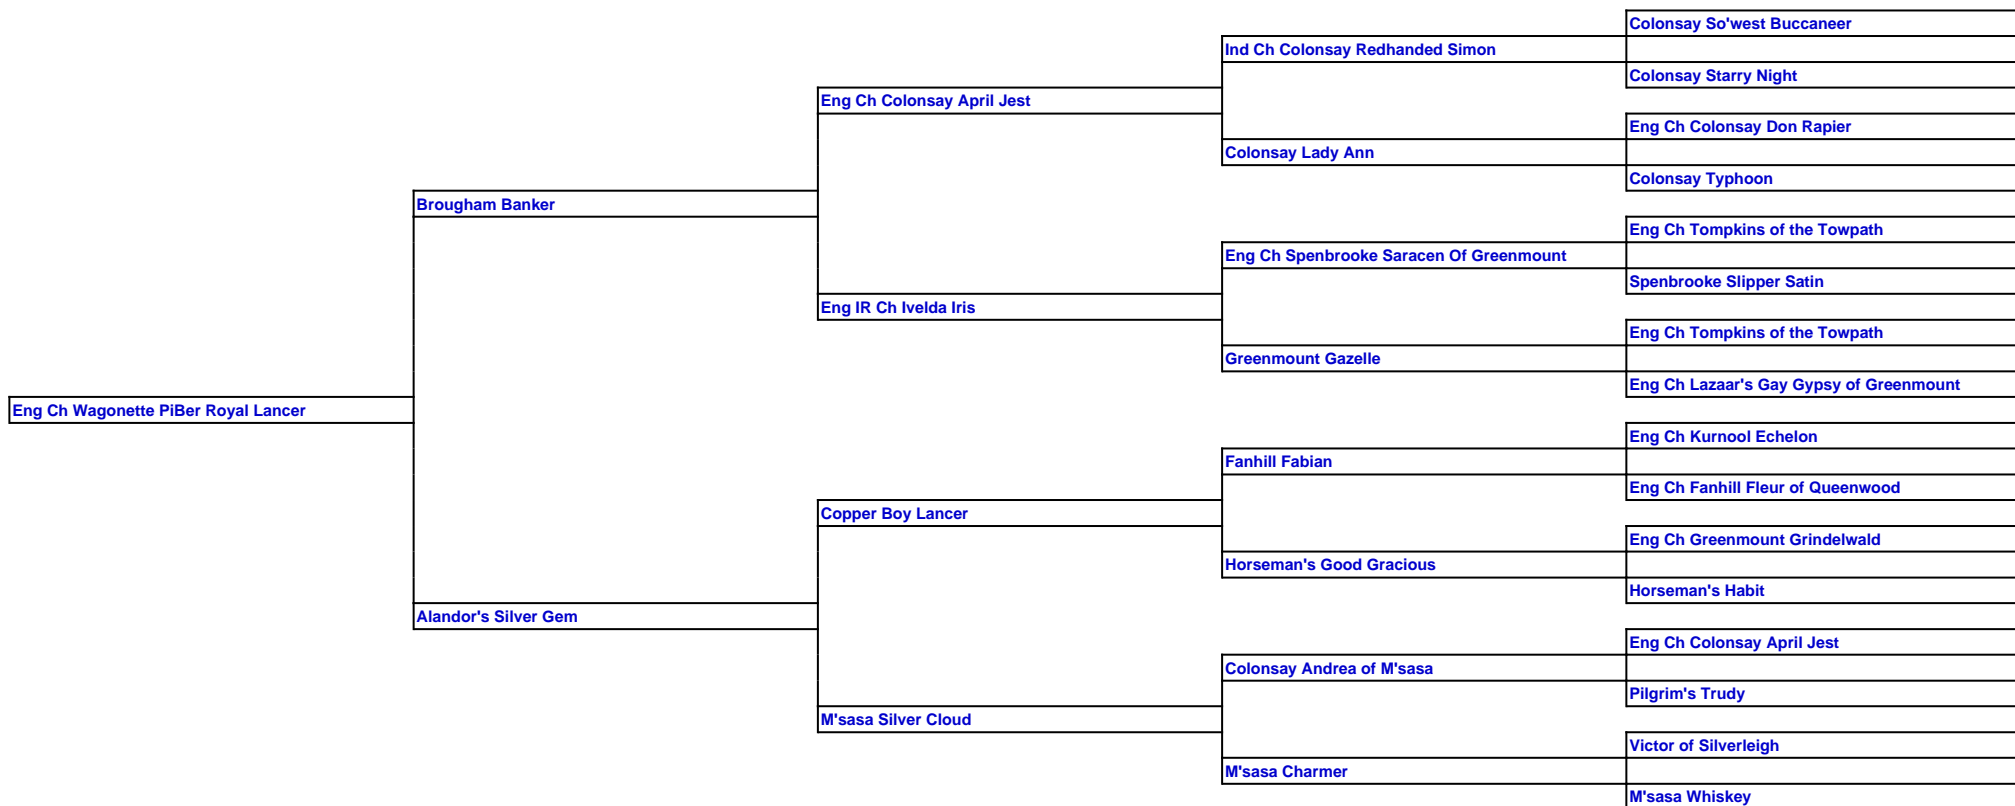 Colonsay So'west Buccaneer
Ind Ch Colonsay Redhanded Simon
Colonsay Starry Night
Eng Ch Colonsay April Jest
Eng Ch Colonsay Don Rapier
Colonsay Lady Ann
Colonsay Typhoon
Brougham Banker
Eng Ch Tompkins of the Towpath
Eng Ch Spenbrooke Saracen Of Greenmount
Spenbrooke Slipper Satin
Eng IR Ch Ivelda Iris
Eng Ch Tompkins of the Towpath
Greenmount Gazelle
Eng Ch Lazaar's Gay Gypsy of Greenmount
Eng Ch Wagonette PiBer Royal Lancer
Eng Ch Kurnool Echelon
Fanhill Fabian
Eng Ch Fanhill Fleur of Queenwood
Copper Boy Lancer
Eng Ch Greenmount Grindelwald
Horseman's Good Gracious
Horseman's Habit
Alandor's Silver Gem
Eng Ch Colonsay April Jest
Colonsay Andrea of M'sasa
Pilgrim's Trudy
M'sasa Silver Cloud
Victor of Silverleigh
M'sasa Charmer
M'sasa Whiskey